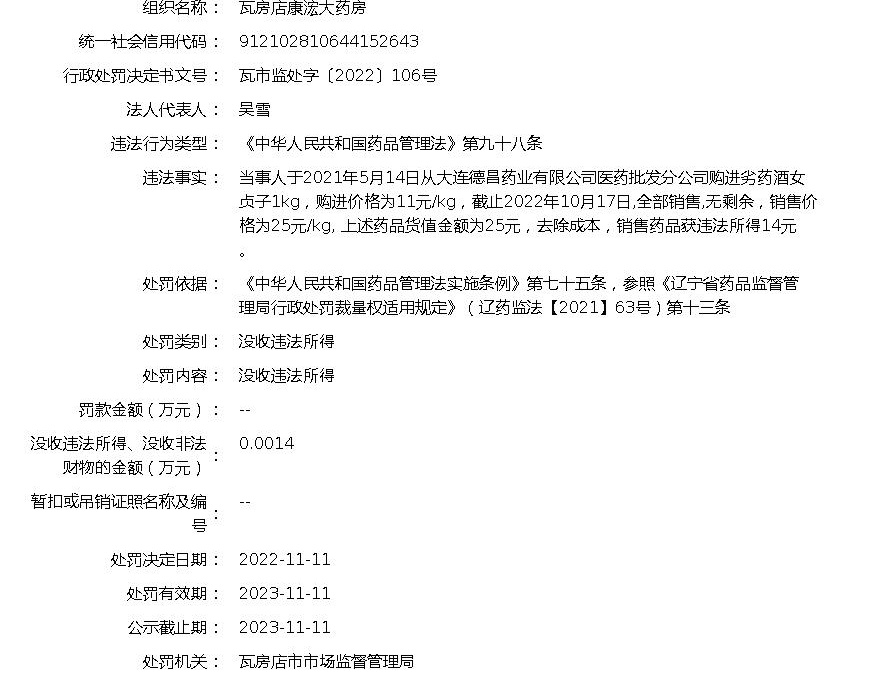 组织名称： 瓦房店康浤大药房
统一社会信用代码： 912102810644152643
行政处罚决定书文号： 瓦市监处字〔2022〕106号
法人代表人： 吴雪
违法行为类型： 《中华人民共和国药品管理法》第九十八条
违法事实： 当事人于2021年5月14日从大连德昌药业有限公司医药批发分公司购进劣药酒女
贞子1kg，购进价格为11元/kg，截止2022年10月17日,全部销售,无剩余，销售价
格为25元/kg, 上述药品货值金额为25元，去除成本，销售药品获违法所得14元
。
处罚依据： 《中华人民共和国药品管理法实施条例》第七十五条，参照《辽宁省药品监督管
理局行政处罚裁量权适用规定》（辽药监法【2021】63号）第十三条
处罚类别： 没收违法所得
处罚内容： 没收违法所得
罚款金额（万元）： --
没收违法所得、没收非法
财物的金额（万元）： 0.0014
暂扣或吊销证照名称及编
号： --
处罚决定日期： 2022-11-11
处罚有效期： 2023-11-11
公示截止期： 2023-11-11
处罚机关： 瓦房店市市场监督管理局